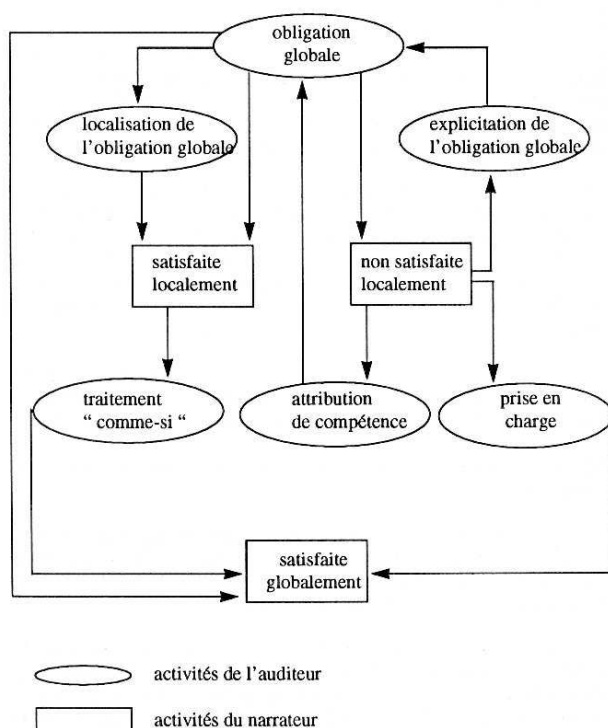 obligation
globale
localisation de
l'obligation globale
explicitation de
l'obligation globale
satisfaite
localement
non satisfaite
localement
traitement
“ comme-si “
attribution
de compétence
prise en
charge
satisfaite
globalement
activités de l'auditeur
activités du narrateur